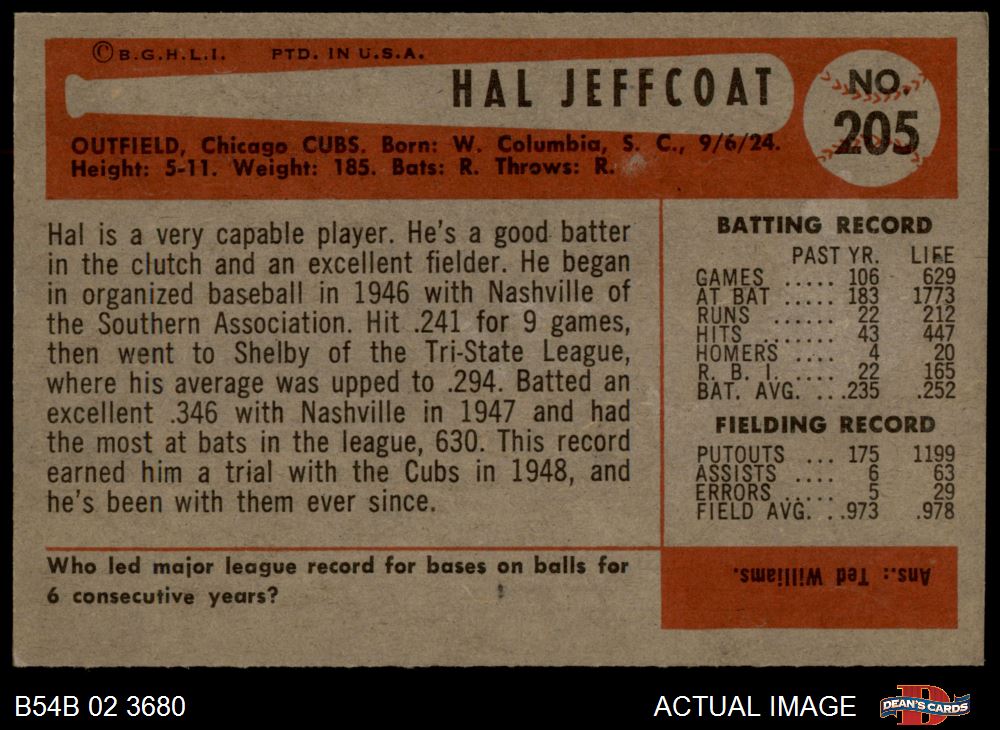 ©B.G.H.L.I. PTD. IN U.S.A.
HAL JEFFCOAT
NO.
205
OUTFIELD, Chicago CUBS. Born: W. Columbia, S. C., 9/6/24.
Height: 5-11. Weight: 185. Bats: R. Throws: R.
Hal is a very capable player. He's a good batter
in the clutch and an excellent fielder. He began
in organized baseball in 1946 with Nashville of
the Southern Association. Hit .241 for 9 games,
then went to Shelby of the Tri-State League,
where his average was upped to .294. Batted an
excellent .346 with Nashville in 1947 and had
the most at bats in the league, 630. This record
earned him a trial with the Cubs in 1948, and
he's been with them ever since.
BATTING RECORD
PAST YR. LIFE
GAMES ..... 106 629
AT BAT ..... 183 1773
RUNS ...... 22 212
HITS ....... 43 447
HOMERS .... 4 20
R. B. I. .... 22 165
BAT. AVG. ...235 .252
FIELDING RECORD
PUTOUTS ... 175 1199
ASSISTS .... 6 63
ERRORS ..... 5 29
FIELD AVG. ..973 .978
Who led major league record for bases on balls for
6 consecutive years?
Ans.: Ted Williams.
B54B 02 3680
ACTUAL IMAGE
D
DEAN'S CARDS